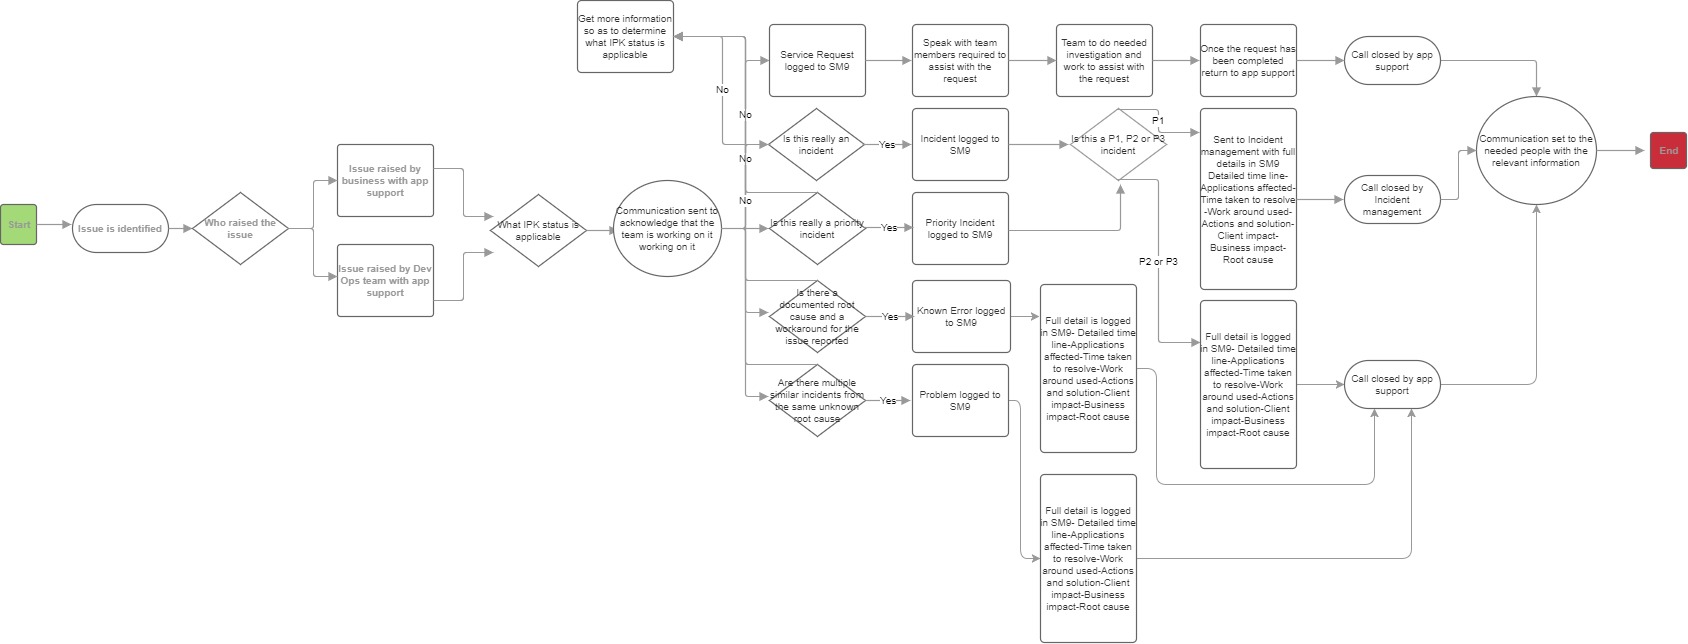 Start
Issue is identified
Who raised the
issue
Issue raised by
business with app
support
Issue raised by Dev
Ops team with app
support
What IPK status is
applicable
Communication sent to
acknowledge that the
team is working on it
working on it
Get more information
so as to determine
what IPK status is
applicable
No
No
No
No
Service Request
logged to SM9
Speak with team
members required to
assist with the
request
Team to do needed
investigation and
work to assist with
the request
Once the request has
been completed
return to app support
Call closed by app
support
Is this really an
incident
Yes
Incident logged to
SM9
Is this a P1, P2 or P3
incident
P1
Sent to Incident
management with full
details in SM9
Detailed time line-
Applications affected-
Time taken to resolve
-Work around used-
Actions and solution-
Client impact-
Business impact-
Root cause
Call closed by
Incident
management
Communication set to the
needed people with the
relevant information
End
Is this really a priority
incident
Yes
Priority Incident
logged to SM9
P2 or P3
Is there a
documented root
cause and a
workaround for the
issue reported
Yes
Known Error logged
to SM9
Full detail is logged
in SM9- Detailed time
line-Applications
affected-Time taken
to resolve-Work
around used-Actions
and solution-Client
impact-Business
impact-Root cause
Full detail is logged
in SM9- Detailed time
line-Applications
affected-Time taken
to resolve-Work
around used-Actions
and solution-Client
impact-Business
impact-Root cause
Call closed by app
support
Are there multiple
similar incidents from
the same unknown
root cause
Yes
Problem logged to
SM9
Full detail is logged
in SM9- Detailed time
line-Applications
affected-Time taken
to resolve-Work
around used-Actions
and solution-Client
impact-Business
impact-Root cause